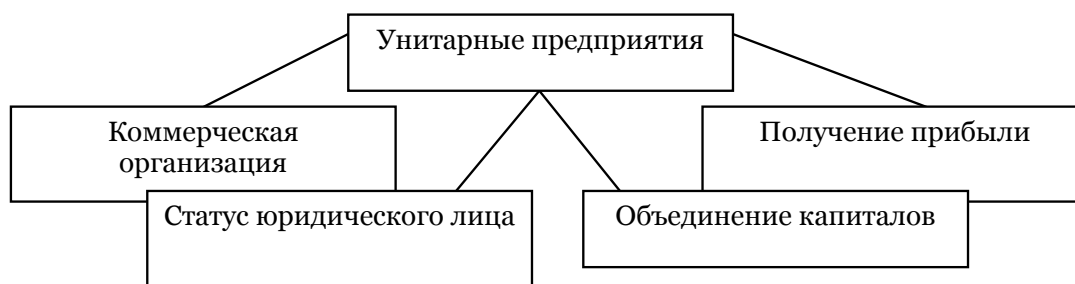 Унитарные предприятия
Коммерческая
организация
Получение прибыли
Статус юридического лица
Объединение капиталов